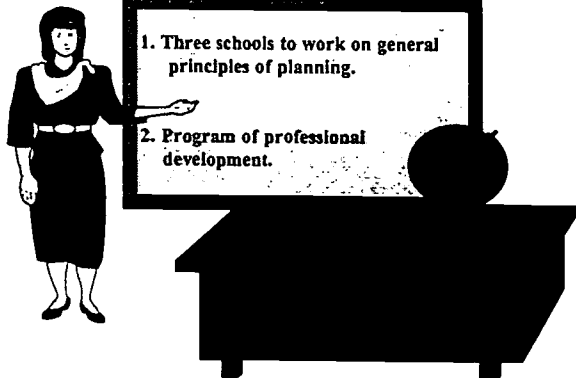 1. Three schools to work on general
principles of planning.
2. Program of professional
development.